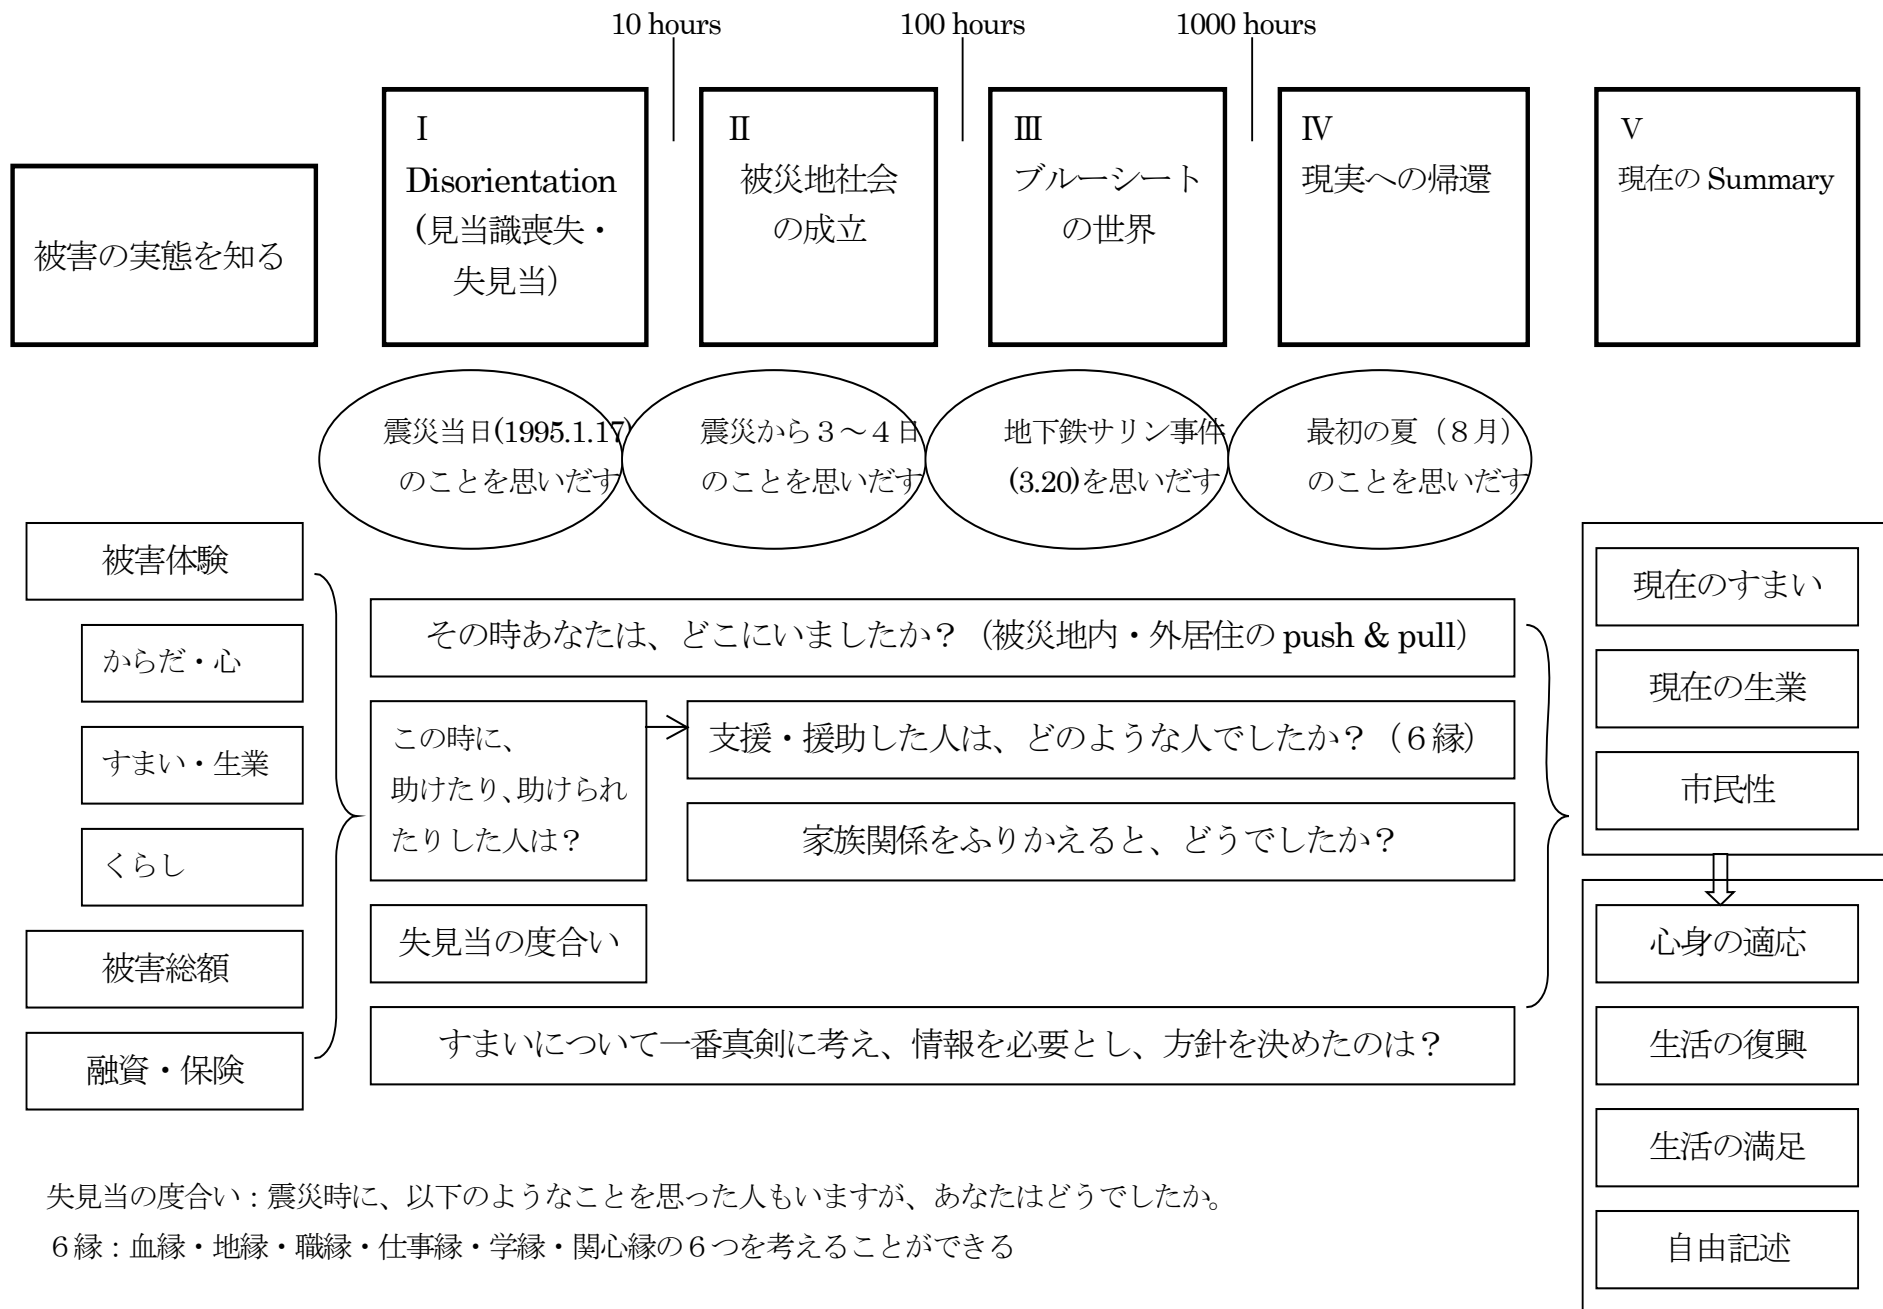 10 hours
100 hours
1000 hours
被害の実態を知る
Ⅰ
Disorientation
(見当識喪失・
失見当）
Ⅱ
被災地社会
の成立
Ⅲ
ブルーシート
の世界
Ⅳ
現実への帰還
Ⅴ
現在の Summary
震災当日(1995.1.17)
のことを思いだす
震災から３～４日
のことを思いだす
地下鉄サリン事件
(3.20)を思いだす
最初の夏（８月）
のことを思いだす
被害体験
からだ・心
すまい・生業
くらし
被害総額
融資・保険
その時あなたは、どこにいましたか？（被災地内・外居住の push & pull）
この時に、
助けたり、助けられ
たりした人は？
支援・援助した人は、どのような人でしたか？（６縁）
家族関係をふりかえると、どうでしたか？
失見当の度合い
すまいについて一番真剣に考え、情報を必要とし、方針を決めたのは？
現在のすまい
現在の生業
市民性
心身の適応
生活の復興
生活の満足
自由記述
失見当の度合い：震災時に、以下のようなことを思った人もいますが、あなたはどうでしたか。
６縁：血縁・地縁・職縁・仕事縁・学縁・関心縁の６つを考えることができる